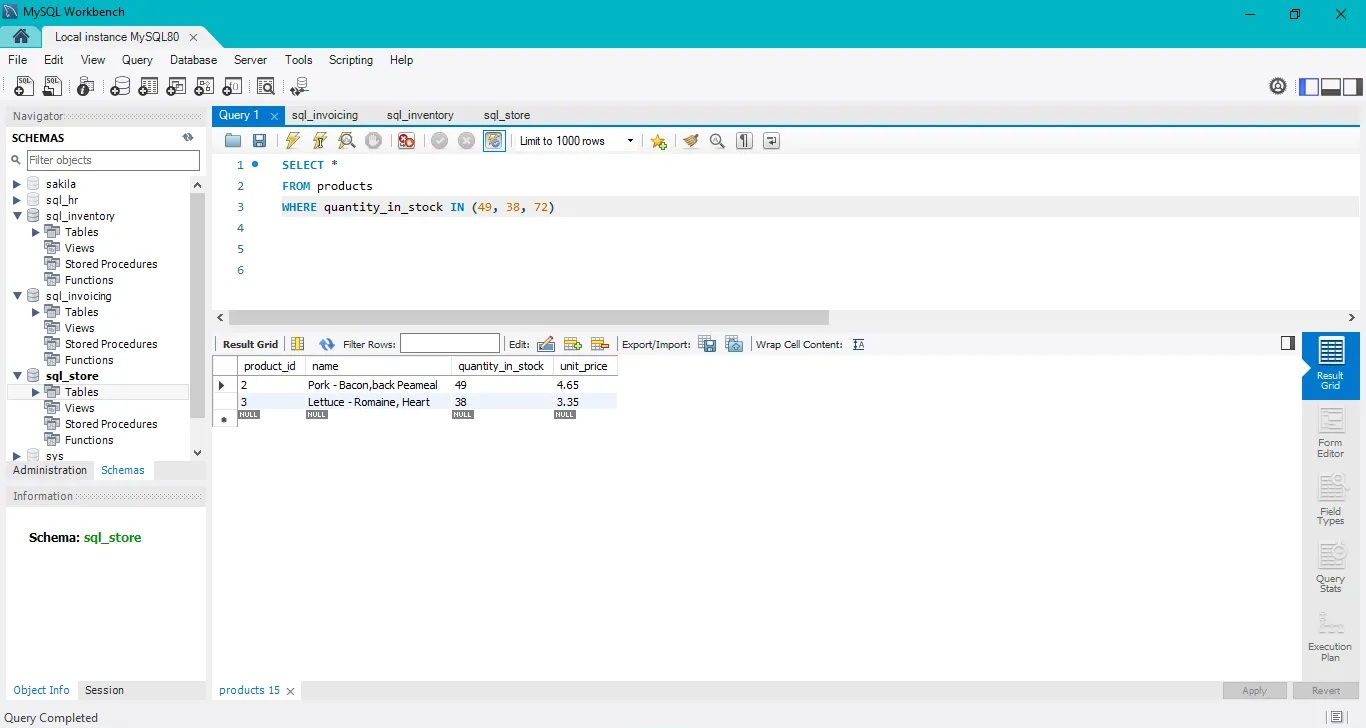 MySQL Workbench
Local instance MySQL80
File Edit View Query Database Server Tools Scripting Help
Navigator
SCHEMAS
Filter objects
sakila
sql_hr
sql_inventory
Tables
Views
Stored Procedures
Functions
sql_invoicing
Tables
Views
Stored Procedures
Functions
sql_store
Tables
Views
Stored Procedures
Functions
sys
Administration Schemas
Information
Schema: sql_store
Object Info Session
Query 1 sql_invoicing sql_inventory sql_store
Limit to 1000 rows
1 SELECT *
2 FROM products
3 WHERE quantity_in_stock IN (49, 38, 72)
4
5
6
Result Grid Filter Rows: Edit: Export/Import: Wrap Cell Content: IA
product_id name quantity_in_stock unit_price
2 Pork - Bacon,back Peameal 49 4.65
3 Lettuce - Romaine, Heart 38 3.35
NULL NULL NULL NULL
Result
Grid
Form
Editor
Field
Types
Query
Stats
Execution
Plan
products 15
Apply Revert
Query Completed